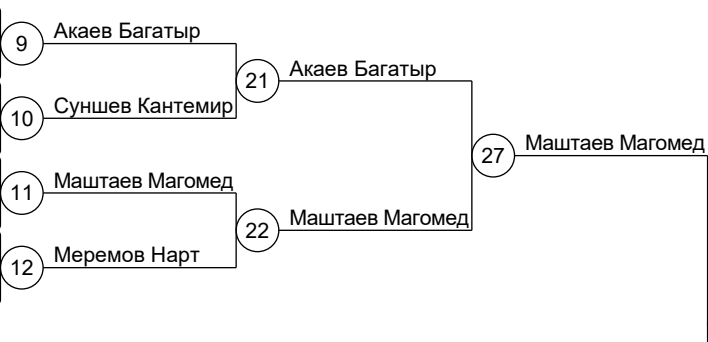 9 Акаев Багатыр
21 Акаев Багатыр
10 Суншев Кантемир
27 Маштаев Магомед
11 Маштаев Магомед
22 Маштаев Магомед
12 Меремов Нарт